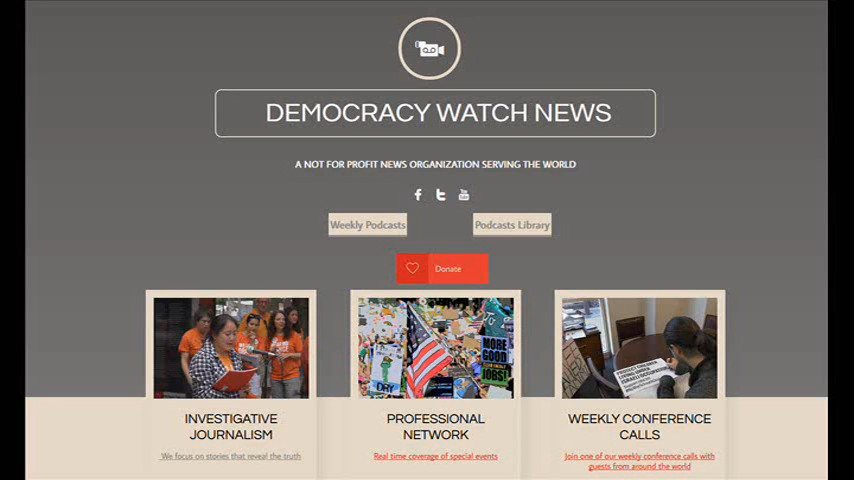 DEMOCRACY WATCH NEWS
A NOT FOR PROFIT NEWS ORGANIZATION SERVING THE WORLD
Weekly Podcasts
Podcasts Library
Donate
MORE
GOOD
JOBS!
DRY
INVESTIGATIVE
JOURNALISM
We focus on stories that reveal the truth
PROFESSIONAL
NETWORK
Real time coverage of special events
WEEKLY CONFERENCE
CALLS
Join one of our weekly conference calls with
guests from around the world